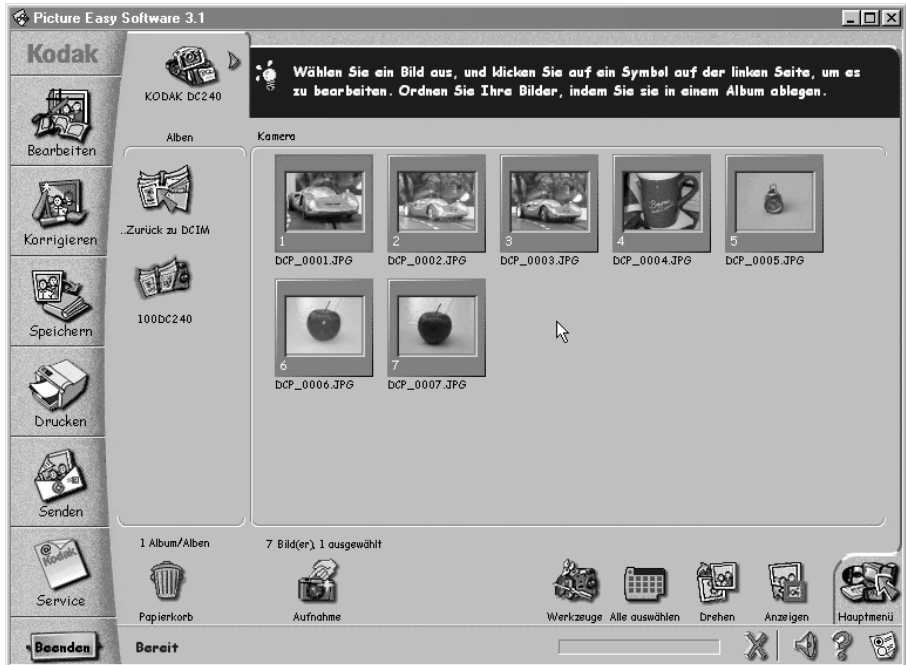 Picture Easy Software 3.1
Kodak
KODAK DC240
Wählen Sie ein Bild aus, und klicken Sie auf ein Symbol auf der linken Seite, um es
zu bearbeiten. Ordnen Sie Ihre Bilder, indem Sie sie in einem Album ablegen.
Bearbeiten
Korrigieren
Speichern
Drucken
Senden
Kodak
Service
Beenden
Alben
..Zurück zu DCIM
100DC240
1 Album/Alben
Papierkorb
Kamera
1
2
3
4
5
DCP_0001.JPG
DCP_0002.JPG
DCP_0003.JPG
DCP_0004.JPG
DCP_0005.JPG
6
7
DCP_0006.JPG
DCP_0007.JPG
7 Bild(er), 1 ausgewählt
Aufnahme
Werkzeuge
Alle auswählen
Drehen
Anzeigen
Hauptmenü
Bereit